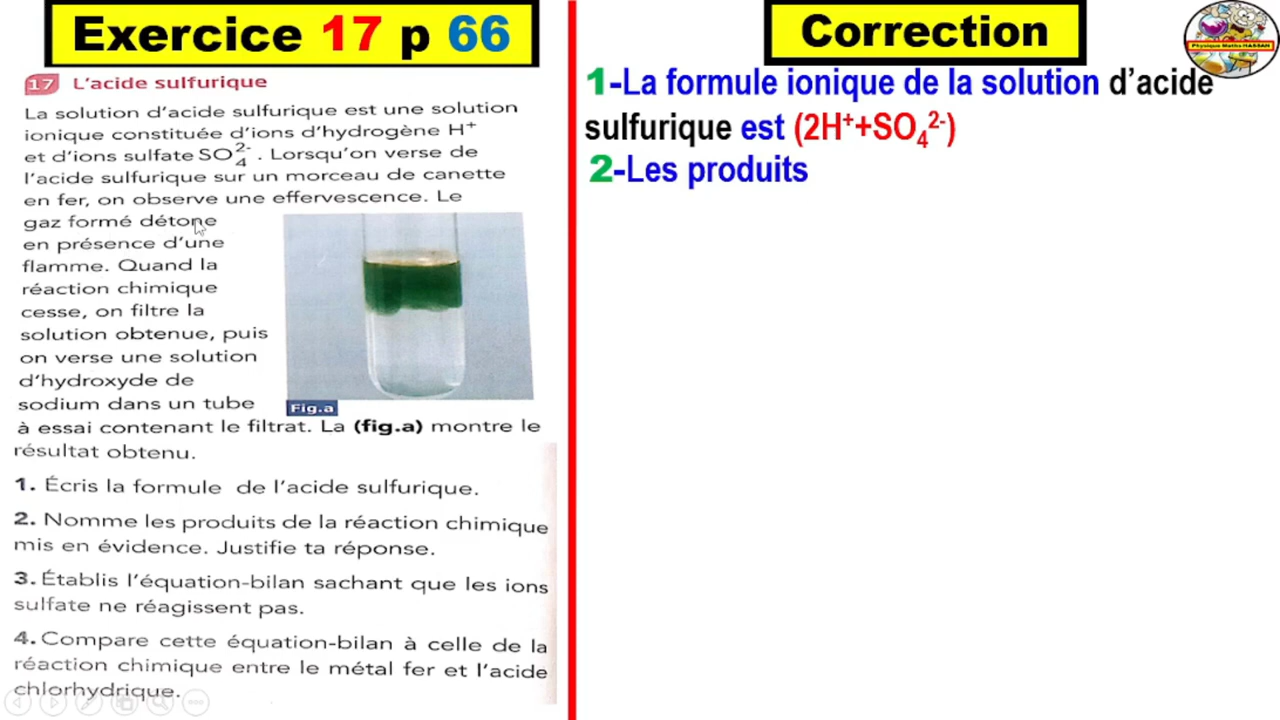 Exercice 17 p 66
17 L'acide sulfurique
La solution d'acide sulfurique est une solution
ionique constituée d'ions d'hydrogène H⁺
et d'ions sulfate SO₄²⁻. Lorsqu'on verse de
l'acide sulfurique sur un morceau de canette
en fer, on observe une effervescence. Le
gaz formé détone
en présence d'une
flamme. Quand la
réaction chimique
cesse, on filtre la
solution obtenue, puis
on verse une solution
d'hydroxyde de
sodium dans un tube
à essai contenant le filtrat. La (fig.a) montre le
résultat obtenu.
Fig.a
1. Écris la formule de l'acide sulfurique.
2. Nomme les produits de la réaction chimique
mis en évidence. Justifie ta réponse.
3. Établis l'équation-bilan sachant que les ions
sulfate ne réagissent pas.
4. Compare cette équation-bilan à celle de la
réaction chimique entre le métal fer et l'acide
chlorhydrique.
Correction
Physique Maths HASSAN
1-La formule ionique de la solution d'acide
sulfurique est (2H⁺+SO₄²⁻)
2-Les produits